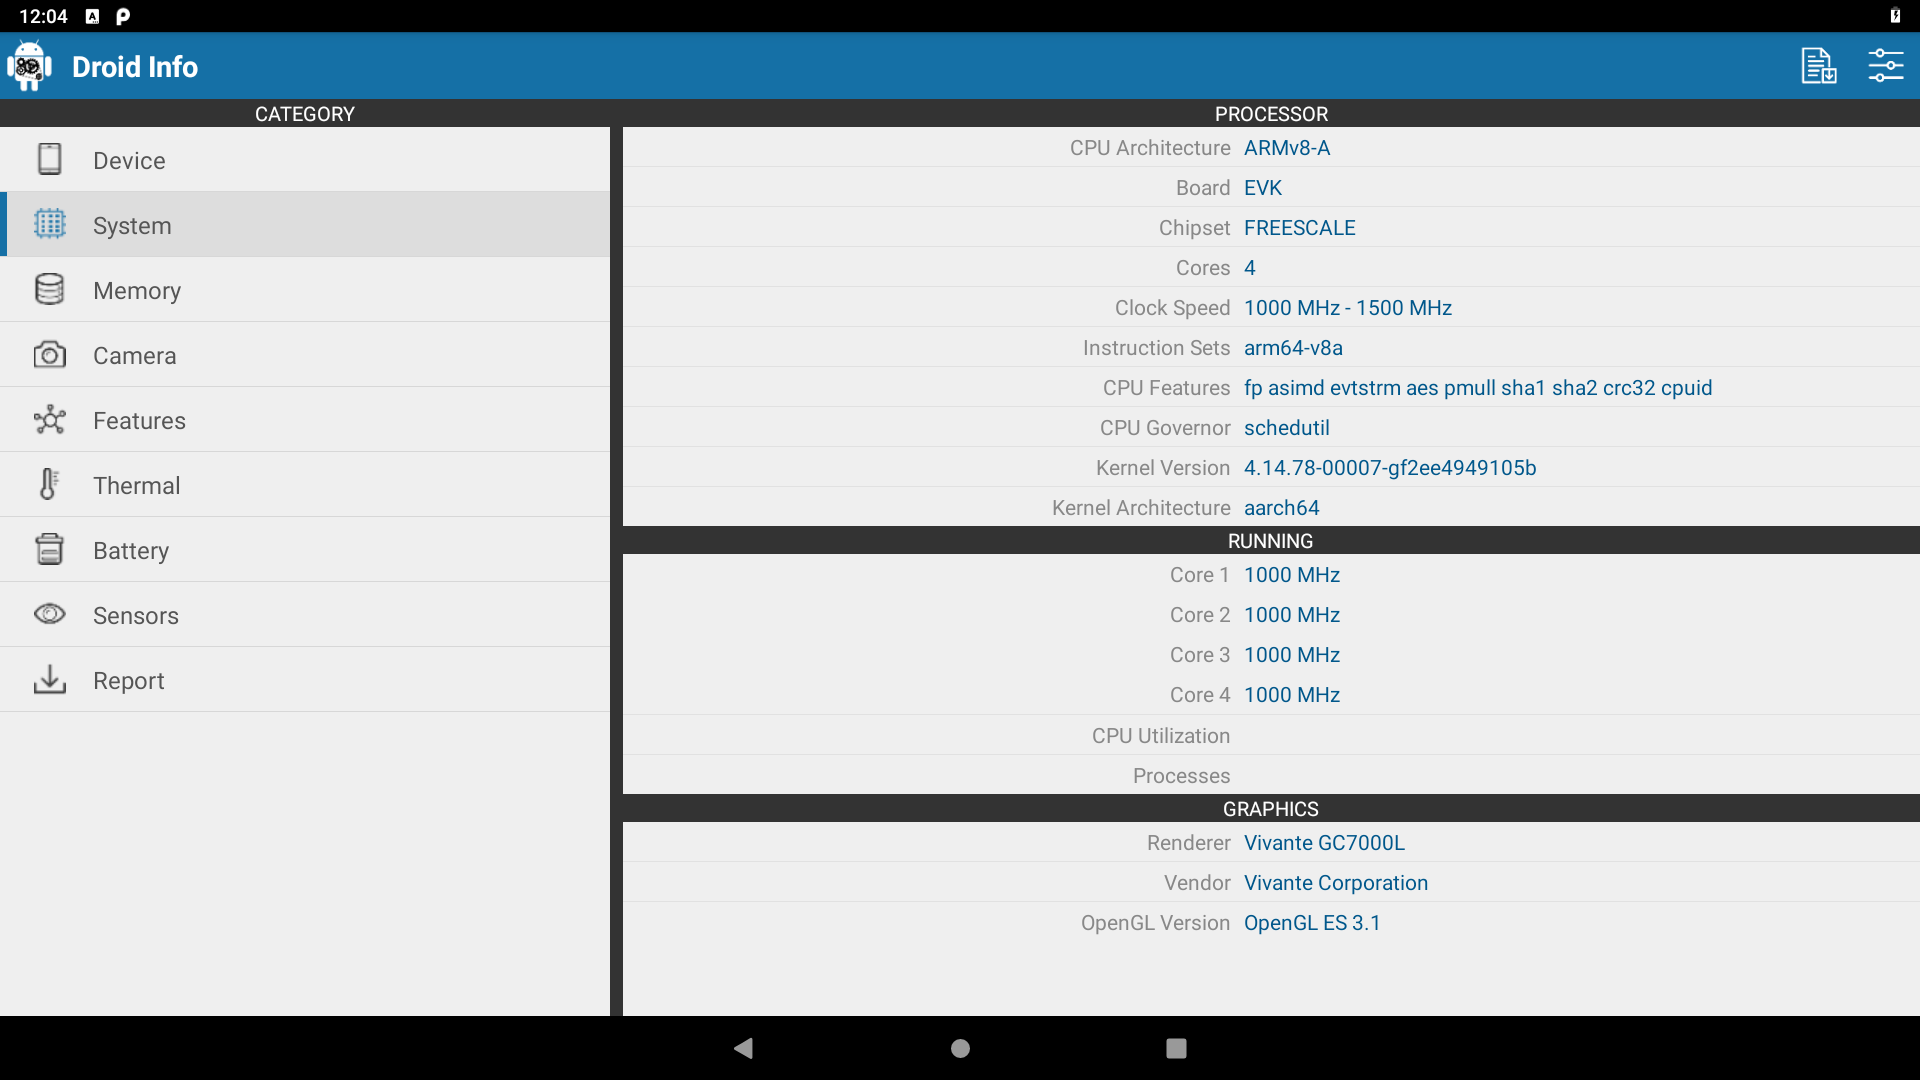 12:04
Droid Info
CATEGORY
Device
System
Memory
Camera
Features
Thermal
Battery
Sensors
Report
PROCESSOR
CPU Architecture ARMv8-A
Board EVK
Chipset FREESCALE
Cores 4
Clock Speed 1000 MHz - 1500 MHz
Instruction Sets arm64-v8a
CPU Features fp asimd evtstrm aes pmull sha1 sha2 crc32 cpuid
CPU Governor schedutil
Kernel Version 4.14.78-00007-gf2ee4949105b
Kernel Architecture aarch64
RUNNING
Core 1 1000 MHz
Core 2 1000 MHz
Core 3 1000 MHz
Core 4 1000 MHz
CPU Utilization
Processes
GRAPHICS
Renderer Vivante GC7000L
Vendor Vivante Corporation
OpenGL Version OpenGL ES 3.1